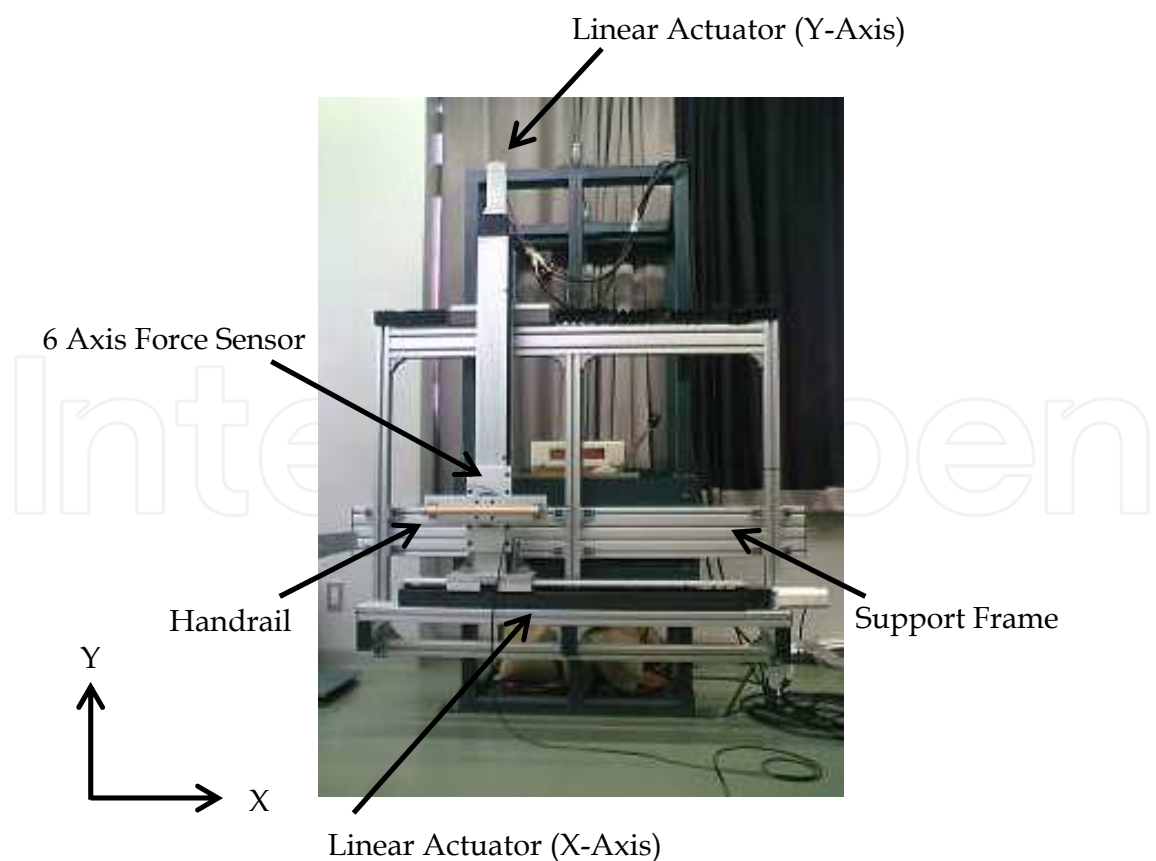 Linear Actuator (Y-Axis)
6 Axis Force Sensor
Handrail
Support Frame
Y
X
Linear Actuator (X-Axis)